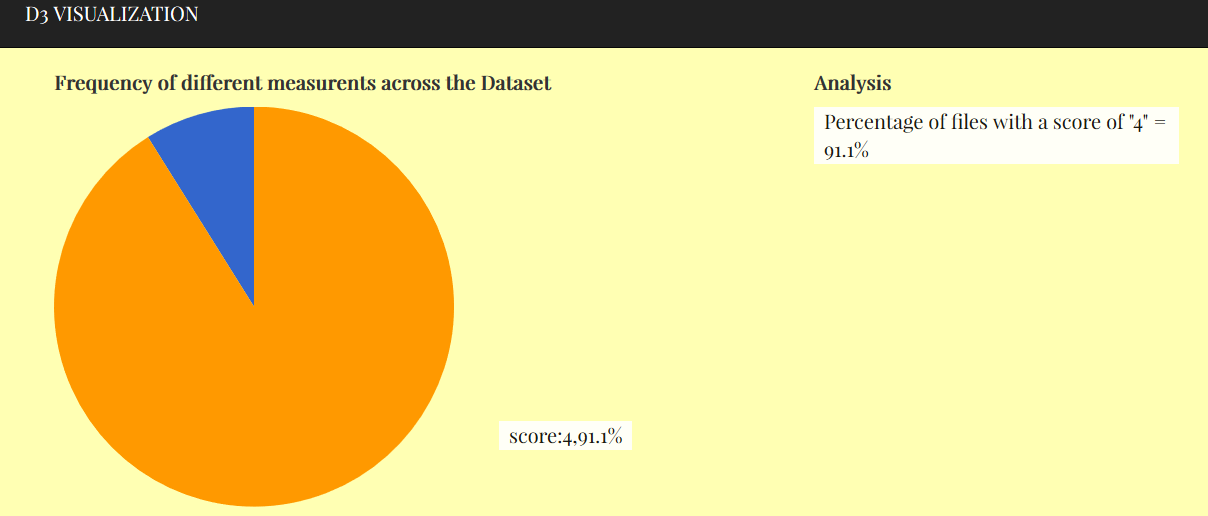 D3 VISUALIZATION
Frequency of different measurents across the Dataset
Analysis
Percentage of files with a score of "4" =
91.1%
score:4,91.1%